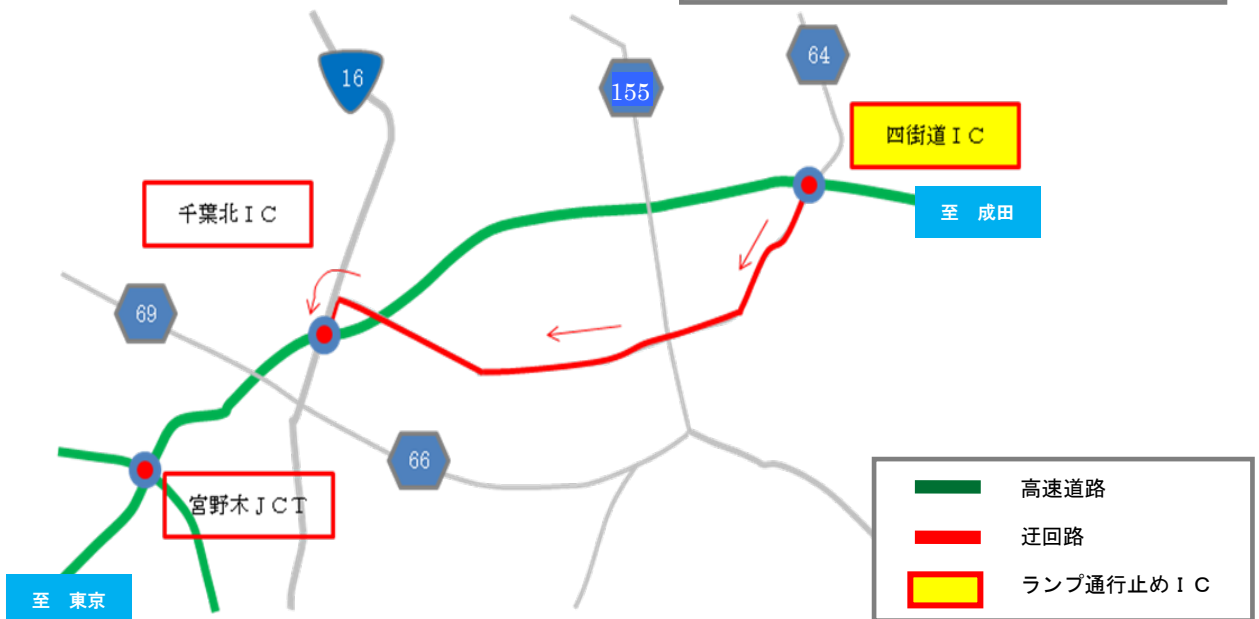 16
155
64
四街道ＩＣ
千葉北ＩＣ
至　成田
69
66
宮野木ＪＣＴ
至　東京
高速道路
迂回路
ランプ通行止めＩＣ